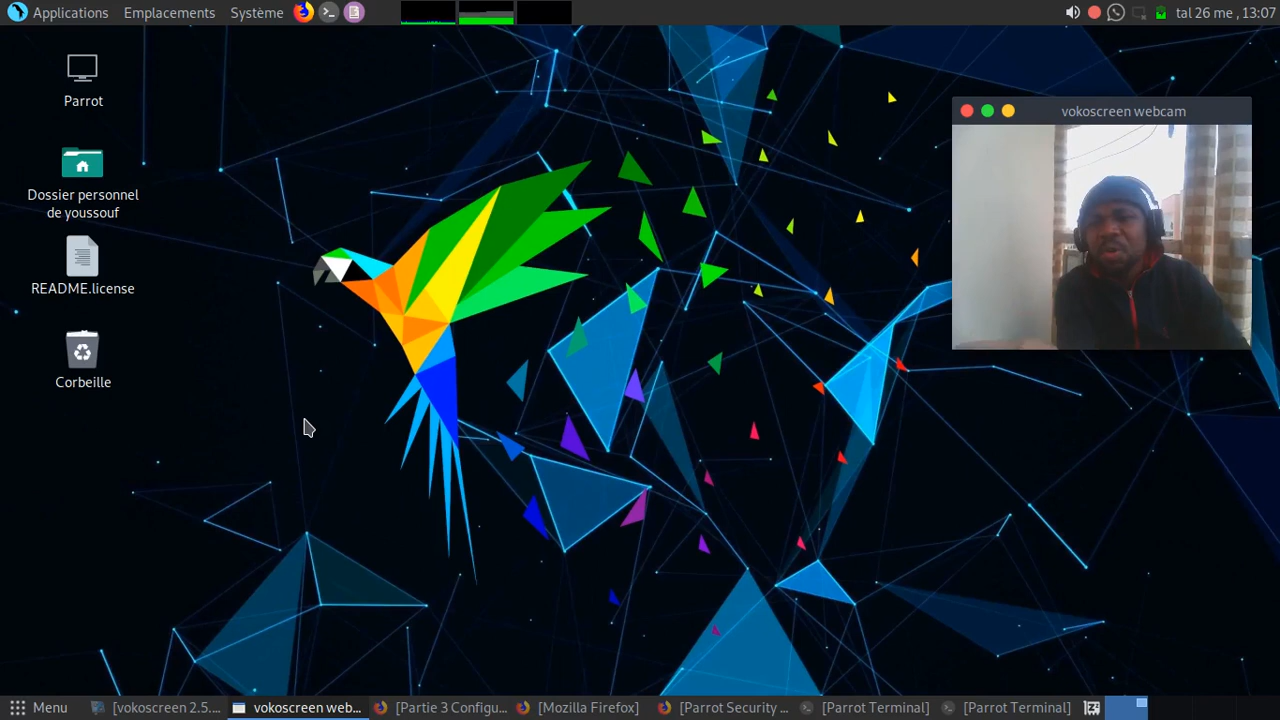 Applications Emplacements Système tal 26 me , 13:07
Parrot
Dossier personnel
de youssouf
README.license
Corbeille
vokoscreen webcam
Menu [vokoscreen 2.5.... vokoscreen web... [Partie 3 Configu... [Mozilla Firefox] [Parrot Security ... [Parrot Terminal] [Parrot Terminal]